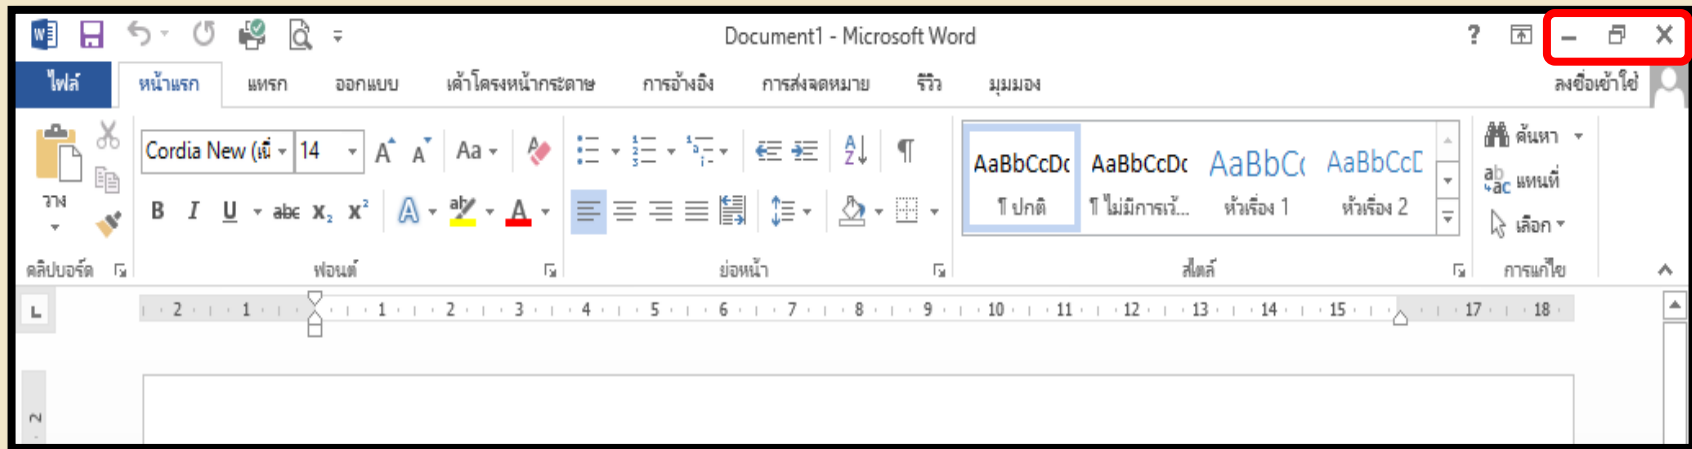 Document1 - Microsoft Word
ไฟล์ หน้าแรก แทรก ออกแบบ เค้าโครงหน้ากระดาษ การอ้างอิง การส่งจดหมาย รีวิว มุมมอง ลงชื่อเข้าใช้
วาง
Cordia New (เนื้ 14 Aa
B I U abc X₂ X² A ab A
A Z ¶
AaBbCcDc AaBbCcDc AaBbCc AaBbCcD
¶ ปกติ ¶ ไม่มีการเว้... หัวเรื่อง 1 หัวเรื่อง 2
ค้นหา
แทนที่
เลือก
คลิปบอร์ด ฟอนต์ ย่อหน้า สไตล์ การแก้ไข
L 2 1 1 2 3 4 5 6 7 8 9 10 11 12 13 14 15 17 18
2